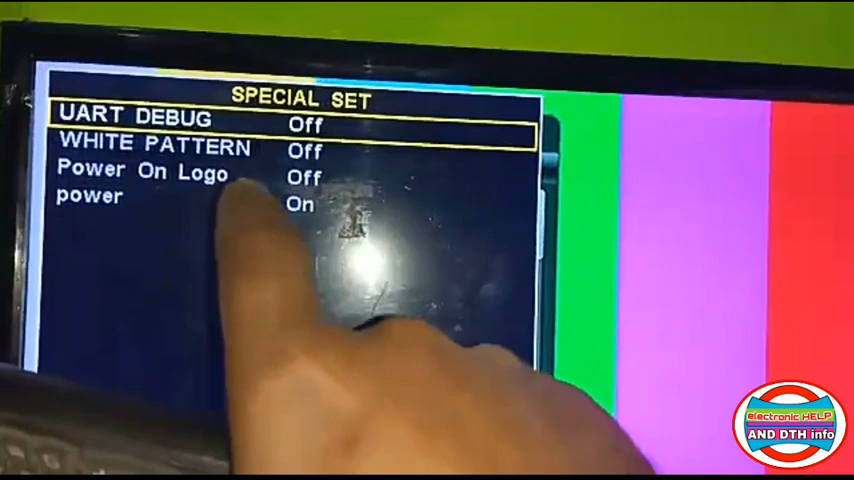 SPECIAL SET
UART DEBUG Off
WHITE PATTERN Off
Power On Logo Off
power On
electronic HELP
AND DTH info